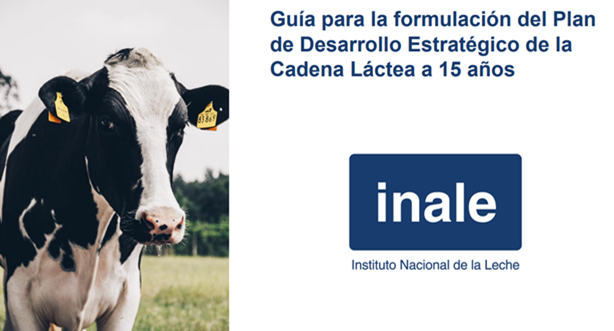 Guía para la formulación del Plan
de Desarrollo Estratégico de la
Cadena Láctea a 15 años
inale
Instituto Nacional de la Leche